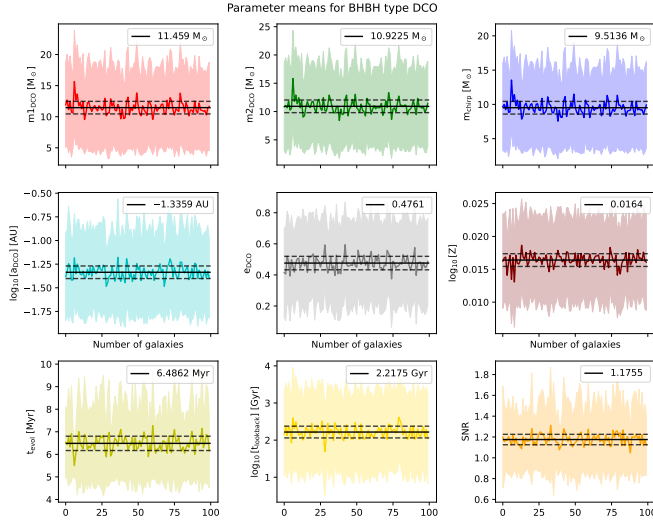 Parameter means for BHBH type DCO
11.459 M⊙
10.9225 M⊙
9.5136 M⊙
m1DCO [M⊙]
20
15
10
5
m2DCO [M⊙]
25
20
15
10
5
mchirp [M⊙]
20
15
10
5
−1.3359 AU
0.4761
0.0164
log10 [aDCO] [AU]
−0.50
−0.75
−1.00
−1.25
−1.50
−1.75
eDCO
0.8
0.6
0.4
0.2
log10 [Z]
0.025
0.020
0.015
0.010
Number of galaxies
Number of galaxies
Number of galaxies
6.4862 Myr
2.2175 Gyr
1.1755
tevol [Myr]
10
9
8
7
6
5
4
log10 [tlookback] [Gyr]
4
3
2
1
SNR
1.8
1.6
1.4
1.2
1.0
0.8
0.6
0 25 50 75 100
0 25 50 75 100
0 25 50 75 100